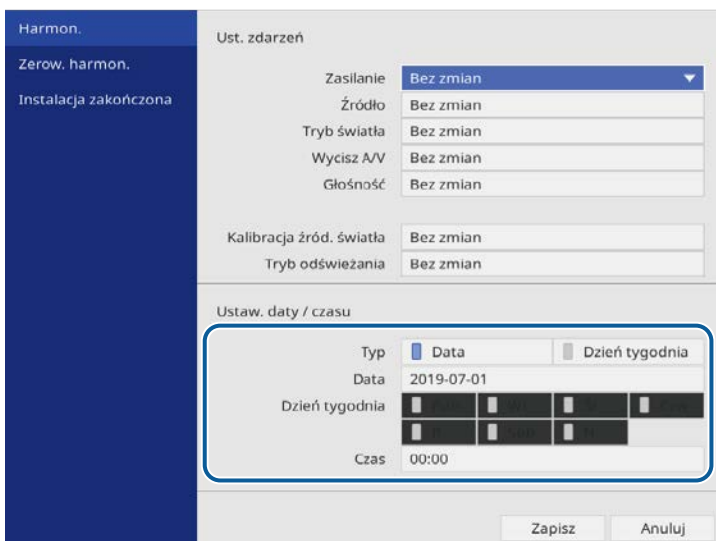 Harmon.
Zerow. harmon.
Instalacja zakończona
Ust. zdarzeń
Zasilanie Bez zmian
Źródło Bez zmian
Tryb światła Bez zmian
Wycisz A/V Bez zmian
Głośność Bez zmian
Kalibracja źród. światła Bez zmian
Tryb odświeżania Bez zmian
Ustaw. daty / czasu
Typ Data Dzień tygodnia
Data 2019-07-01
Dzień tygodnia
Czas 00:00
Zapisz Anuluj